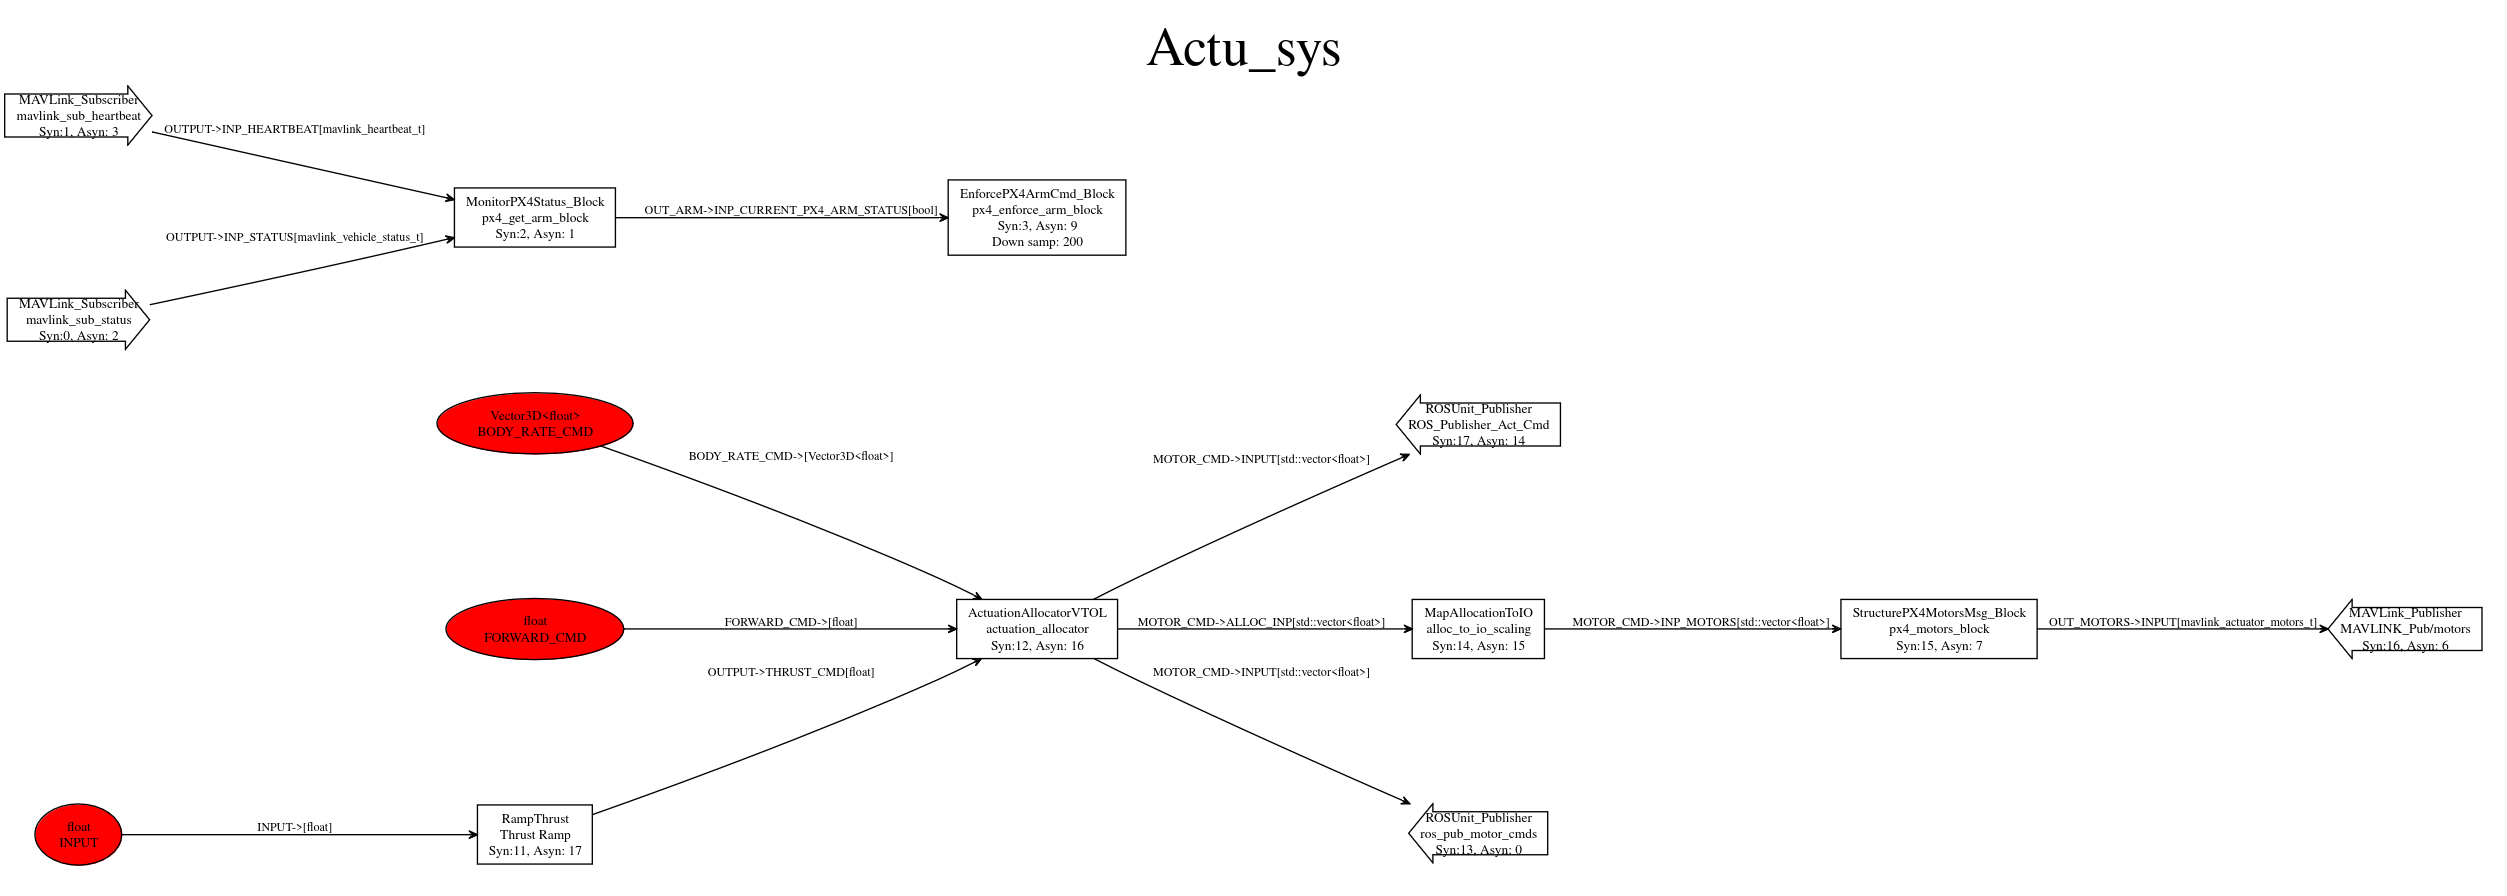 Actu_sys
MAVLink_Subscriber
mavlink_sub_heartbeat
Syn:1, Asyn: 3
OUTPUT->INP_HEARTBEAT[mavlink_heartbeat_t]
MonitorPX4Status_Block
px4_get_arm_block
Syn:2, Asyn: 1
OUT_ARM->INP_CURRENT_PX4_ARM_STATUS[bool]
EnforcePX4ArmCmd_Block
px4_enforce_arm_block
Syn:3, Asyn: 9
Down samp: 200
OUTPUT->INP_STATUS[mavlink_vehicle_status_t]
MAVLink_Subscriber
mavlink_sub_status
Syn:0, Asyn: 2
Vector3D<float>
BODY_RATE_CMD
BODY_RATE_CMD->[Vector3D<float>]
MOTOR_CMD->INPUT[std::vector<float>]
ROSUnit_Publisher
ROS_Publisher_Act_Cmd
Syn:17, Asyn: 14
float
FORWARD_CMD
FORWARD_CMD->[float]
ActuationAllocatorVTOL
actuation_allocator
Syn:12, Asyn: 16
MOTOR_CMD->ALLOC_INP[std::vector<float>]
MapAllocationToIO
alloc_to_io_scaling
Syn:14, Asyn: 15
MOTOR_CMD->INP_MOTORS[std::vector<float>]
StructurePX4MotorsMsg_Block
px4_motors_block
Syn:15, Asyn: 7
OUT_MOTORS->INPUT[mavlink_actuator_motors_t]
MAVLink_Publisher
MAVLINK_Pub/motors
Syn:16, Asyn: 6
OUTPUT->THRUST_CMD[float]
MOTOR_CMD->INPUT[std::vector<float>]
float
INPUT
INPUT->[float]
RampThrust
Thrust Ramp
Syn:11, Asyn: 17
ROSUnit_Publisher
ros_pub_motor_cmds
Syn:13, Asyn: 0